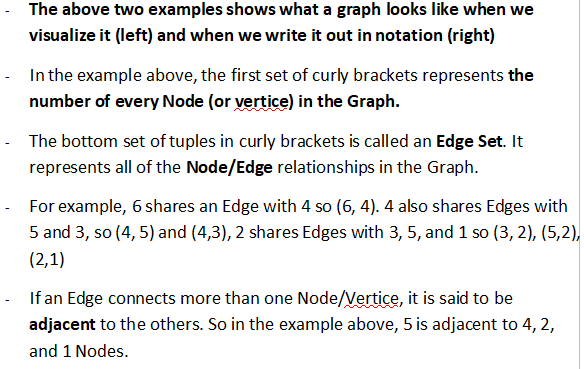 - The above two examples shows what a graph looks like when we
visualize it (left) and when we write it out in notation (right)
- In the example above, the first set of curly brackets represents the
number of every Node (or vertice) in the Graph.
- The bottom set of tuples in curly brackets is called an Edge Set. It
represents all of the Node/Edge relationships in the Graph.
- For example, 6 shares an Edge with 4 so (6, 4). 4 also shares Edges with
5 and 3, so (4, 5) and (4,3), 2 shares Edges with 3, 5, and 1 so (3, 2), (5,2),
(2,1)
- If an Edge connects more than one Node/Vertice, it is said to be
adjacent to the others. So in the example above, 5 is adjacent to 4, 2,
and 1 Nodes.